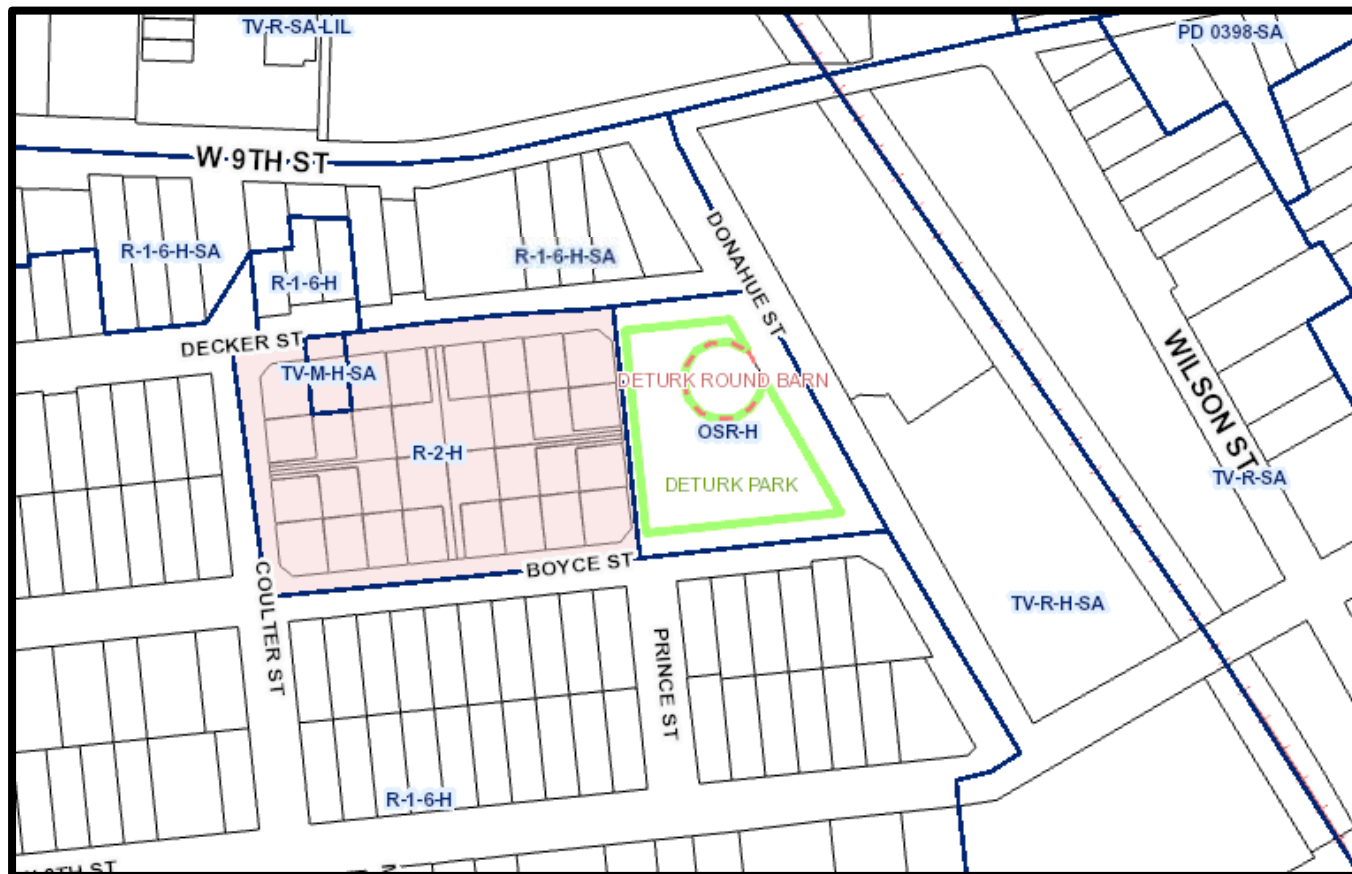 TV-R-SA-LIL
PD 0398-SA
W 9TH ST
R-1-6-H-SA
R-1-6-H
R-1-6-H-SA
DONAHUE ST
DECKER ST
TV-M-H-SA
DETURK ROUND BARN
OSR-H
WILSON ST
R-2-H
DETURK PARK
TV-R-SA
BOYCE ST
COULTER ST
TV-R-H-SA
PRINCE ST
R-1-6-H